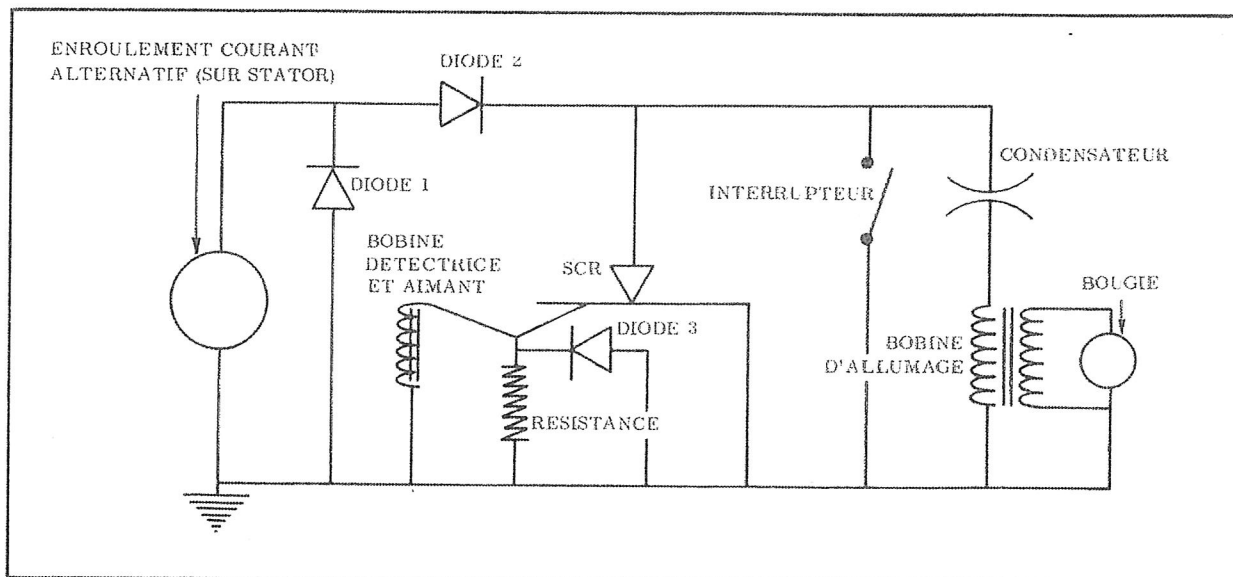 ENROULEMENT COURANT
ALTERNATIF (SUR STATOR)
DIODE 2
DIODE 1
CONDENSATEUR
INTERRUPTEUR
BOBINE
DETECTRICE
ET AIMANT
SCR
BOUGIE
DIODE 3
BOBINE
D'ALLUMAGE
RESISTANCE